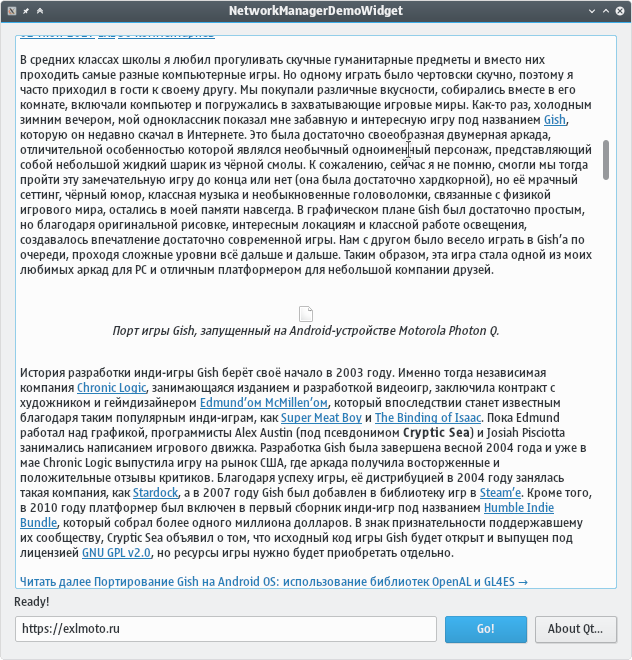 NetworkManagerDemoWidget
В средних классах школы я любил прогуливать скучные гуманитарные предметы и вместо них
проходить самые разные компьютерные игры. Но одному играть было чертовски скучно, поэтому я
часто приходил в гости к своему другу. Мы покупали различные вкусности, собирались вместе в его
комнате, включали компьютер и погружались в захватывающие игровые миры. Как-то раз, холодным
зимним вечером, мой одноклассник показал мне забавную и интересную игру под названием Gish,
которую он недавно скачал в Интернете. Это была достаточно своеобразная двумерная аркада,
отличительной особенностью которой являлся необычный одноименный персонаж, представляющий
собой небольшой жидкий шарик из чёрной смолы. К сожалению, сейчас я не помню, смогли мы тогда
пройти эту замечательную игру до конца или нет (она была достаточно хардкорной), но её мрачный
сеттинг, чёрный юмор, классная музыка и необыкновенные головоломки, связанные с физикой
игрового мира, остались в моей памяти навсегда. В графическом плане Gish был достаточно простым,
но благодаря оригинальной рисовке, интересным локациям и классной работе освещения,
создавалось впечатление достаточно современной игры. Нам с другом было весело играть в Gish'а по
очереди, проходя сложные уровни всё дальше и дальше. Таким образом, эта игра стала одной из моих
любимых аркад для PC и отличным платформером для небольшой компании друзей.
Порт игры Gish, запущенный на Android-устройстве Motorola Photon Q.
История разработки инди-игры Gish берёт своё начало в 2003 году. Именно тогда независимая
компания Chronic Logic, занимающаяся изданием и разработкой видеоигр, заключила контракт с
художником и геймдизайнером Edmund'ом McMillen'ом, который впоследствии станет известным
благодаря таким популярным инди-играм, как Super Meat Boy и The Binding of Isaac. Пока Edmund
работал над графикой, программисты Alex Austin (под псевдонимом Cryptic Sea) и Josiah Pisciotta
занимались написанием игрового движка. Разработка Gish была завершена весной 2004 года и уже в
мае Chronic Logic выпустила игру на рынок США, где аркада получила восторженные и
положительные отзывы критиков. Благодаря успеху игры, её дистрибуцией в 2004 году занялась
такая компания, как Stardock, а в 2007 году Gish был добавлен в библиотеку игр в Steam'е. Кроме того,
в 2010 году платформер был включен в первый сборник инди-игр под названием Humble Indie
Bundle, который собрал более одного миллиона долларов. В знак признательности поддержавшему
их сообществу, Cryptic Sea объявил о том, что исходный код игры Gish будет открыт и выпущен под
лицензией GNU GPL v2.0, но ресурсы игры нужно будет приобретать отдельно.
Читать далее Портирование Gish на Android OS: использование библиотек OpenAL и GL4ES →
Ready!
https://exlmoto.ru
Go!
About Qt...